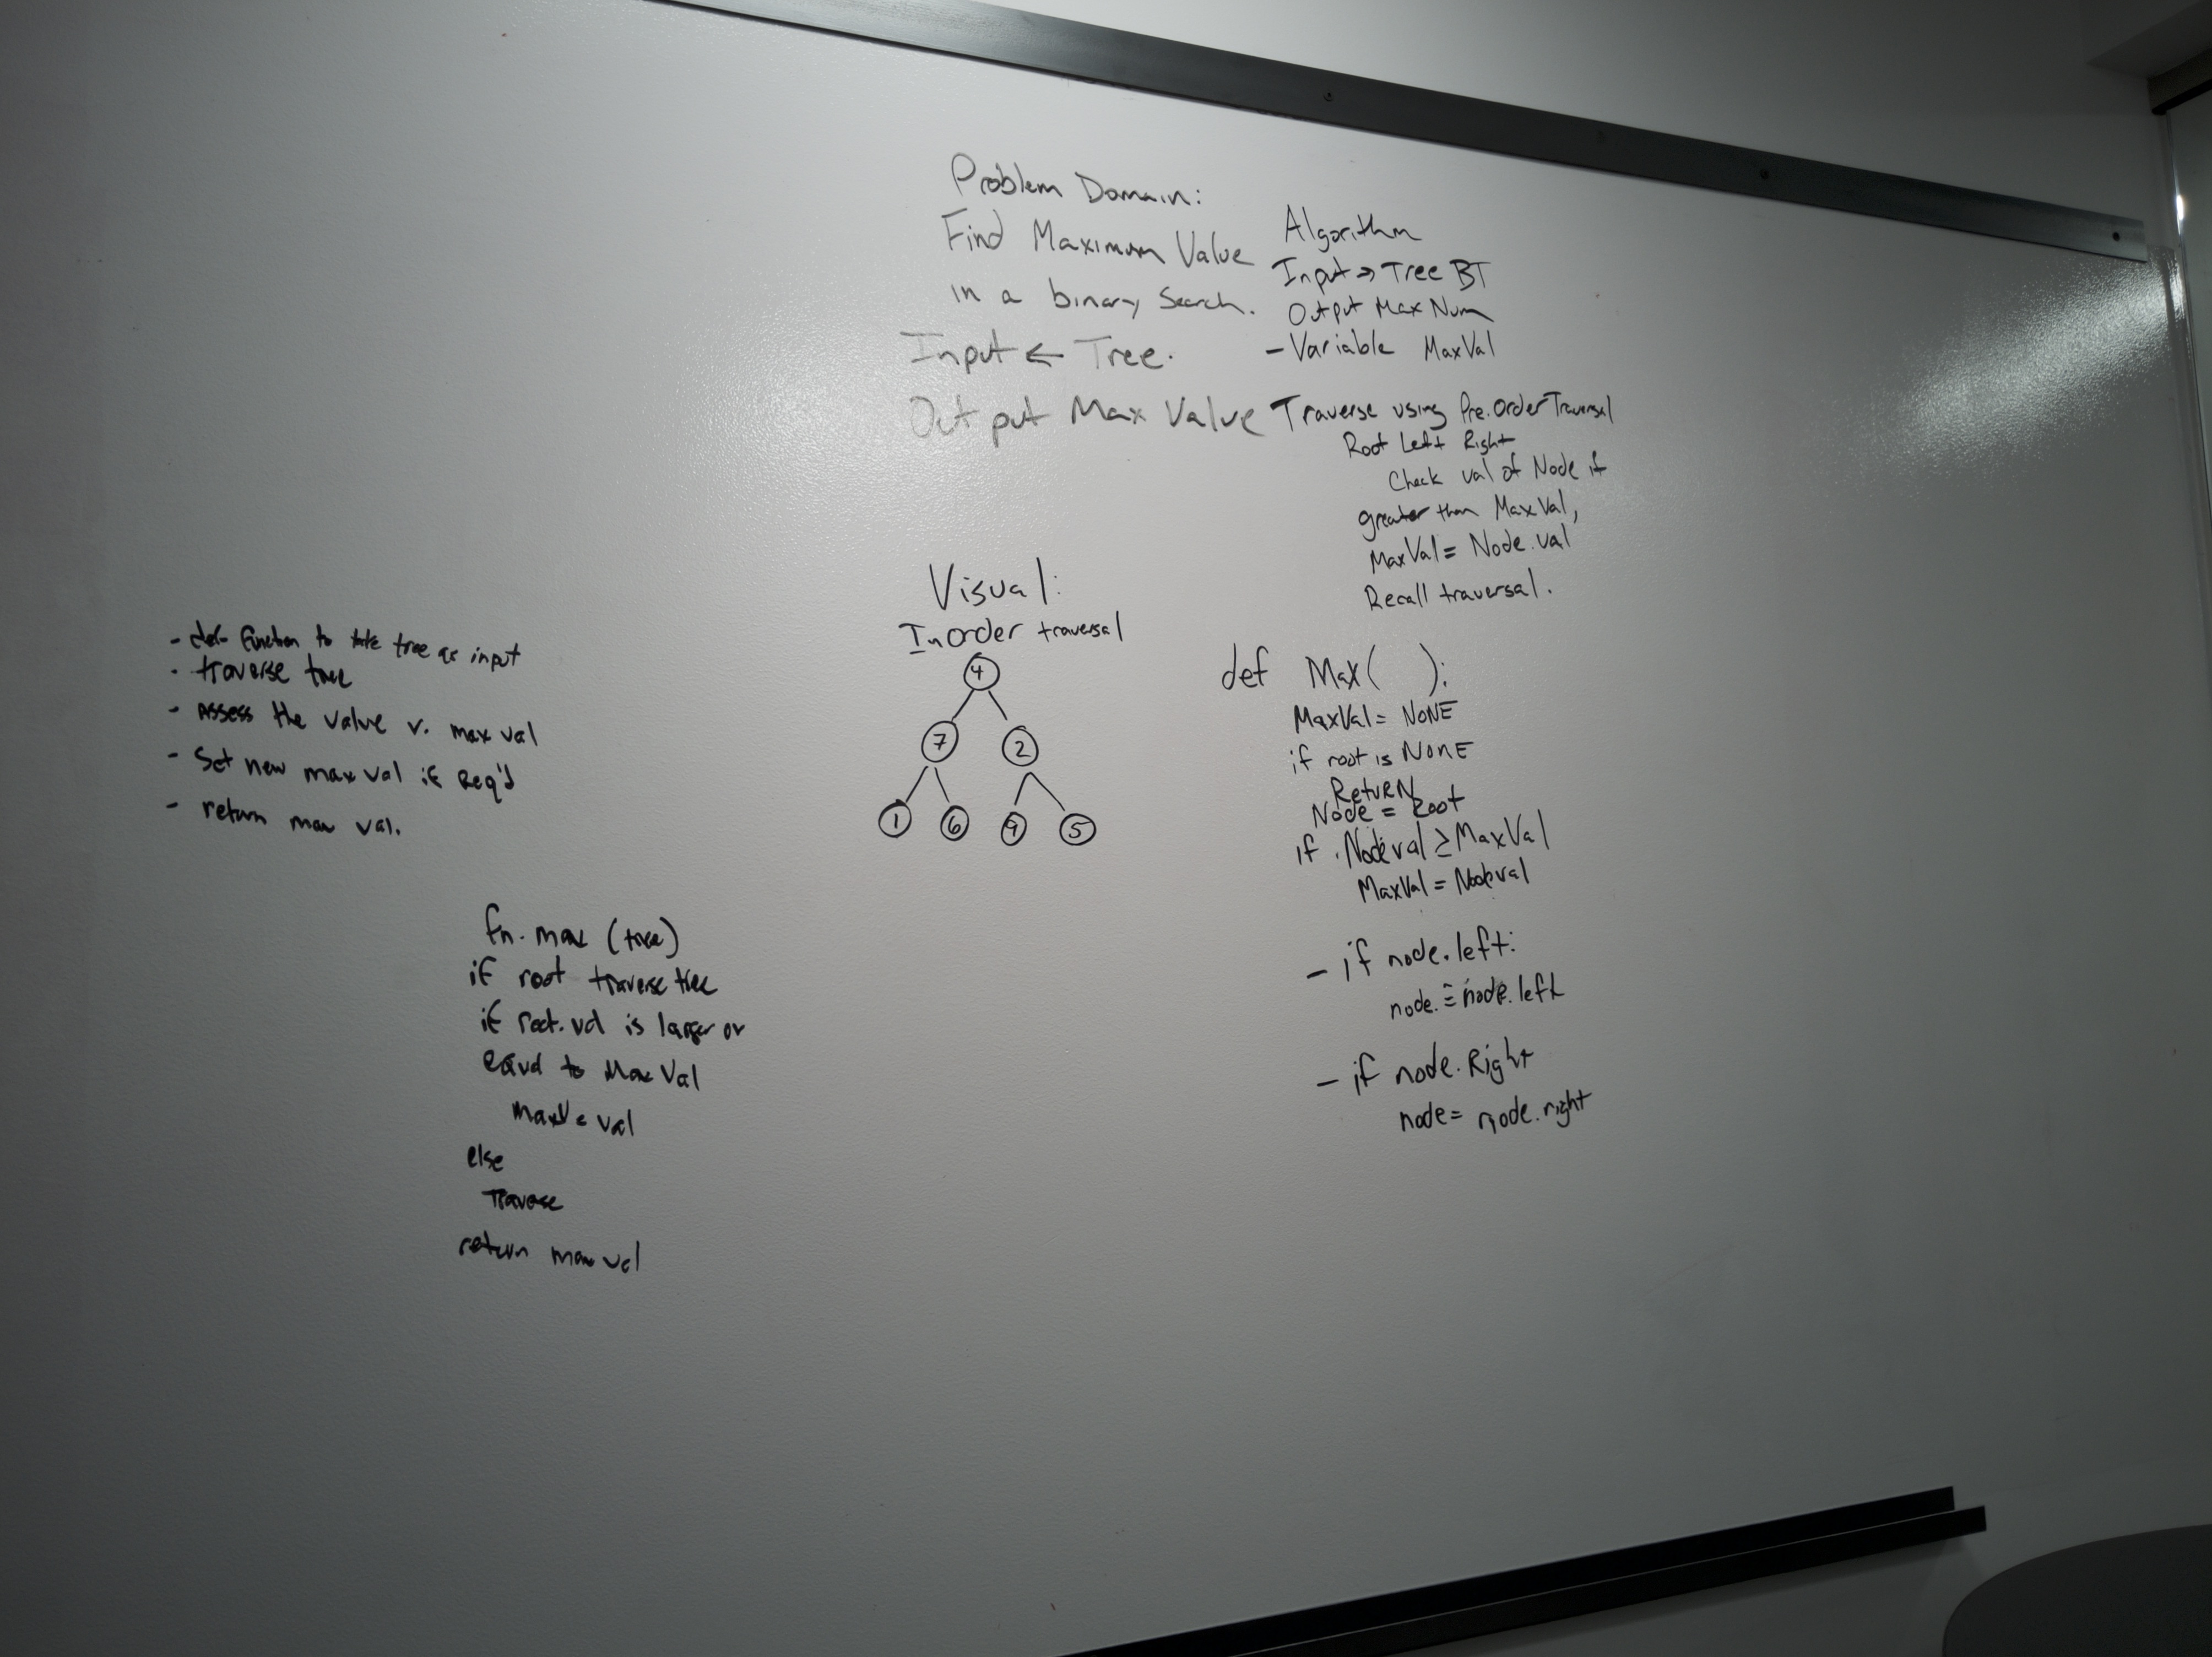 Problem Domain:
Find Maximum Value
in a binary Search.
Input ← Tree.
Output Max Value
Algorithm
Input → Tree BT
Output Max Num
- Variable MaxVal
Traverse using Pre.Order Traversal
Root Left Right
Check val of Node if
greater than MaxVal,
MaxVal = Node.val
Recall traversal.
Visual:
InOrder traversal
4
7 2
1 6 9 5
- def function to take tree as input
- traverse tree
- Assess the value v. max val
- Set new max val if Req'd
- return max val.
fn. max (tree)
if root traverse tree
if root.val is larger or
equal to Max Val
maxV = val
else
Traverse
return max val
def Max( ):
MaxVal = NONE
if root is NONE
RetuRN
Node = Root
if .Node.val ≥ MaxVal
MaxVal = Node.val
- if node.left:
node. = node.left
- if node.Right
node = node.right